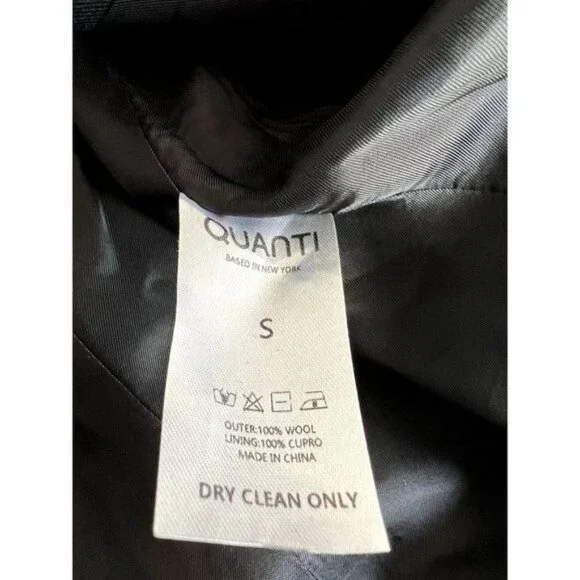 QUANTI
BASED IN NEW YORK
S
OUTER:100% WOOL
LINING:100% CUPRO
MADE IN CHINA
DRY CLEAN ONLY